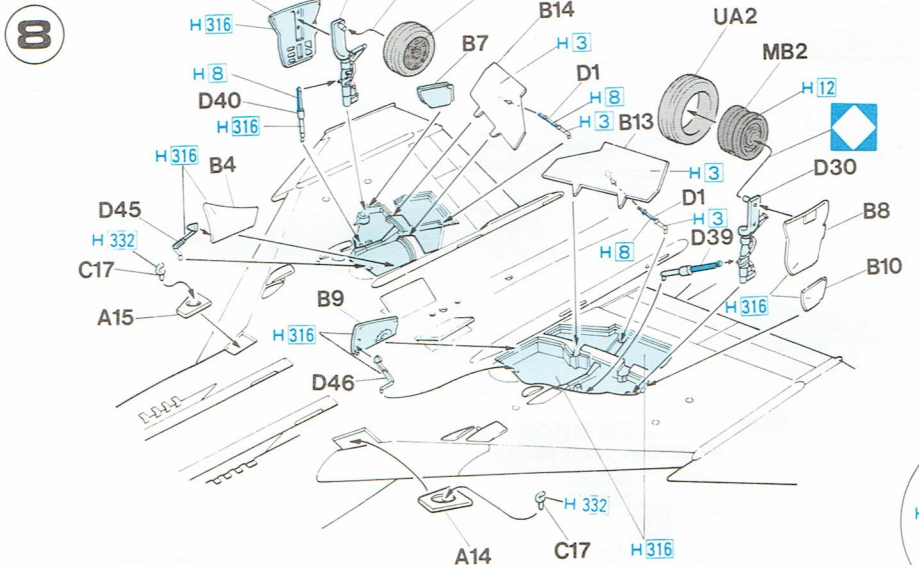 8
H 316
H 8
D40
H 316
B7
B14
H 3
D1
H 8
H 3
UA2
MB2
H 12
B13
H 3
D30
D1
H 3
H 8
D39
B8
B10
H 316
H 316
B4
D45
H 332
C17
A15
B9
H 316
D46
A14
C17
H 332
H 316
H